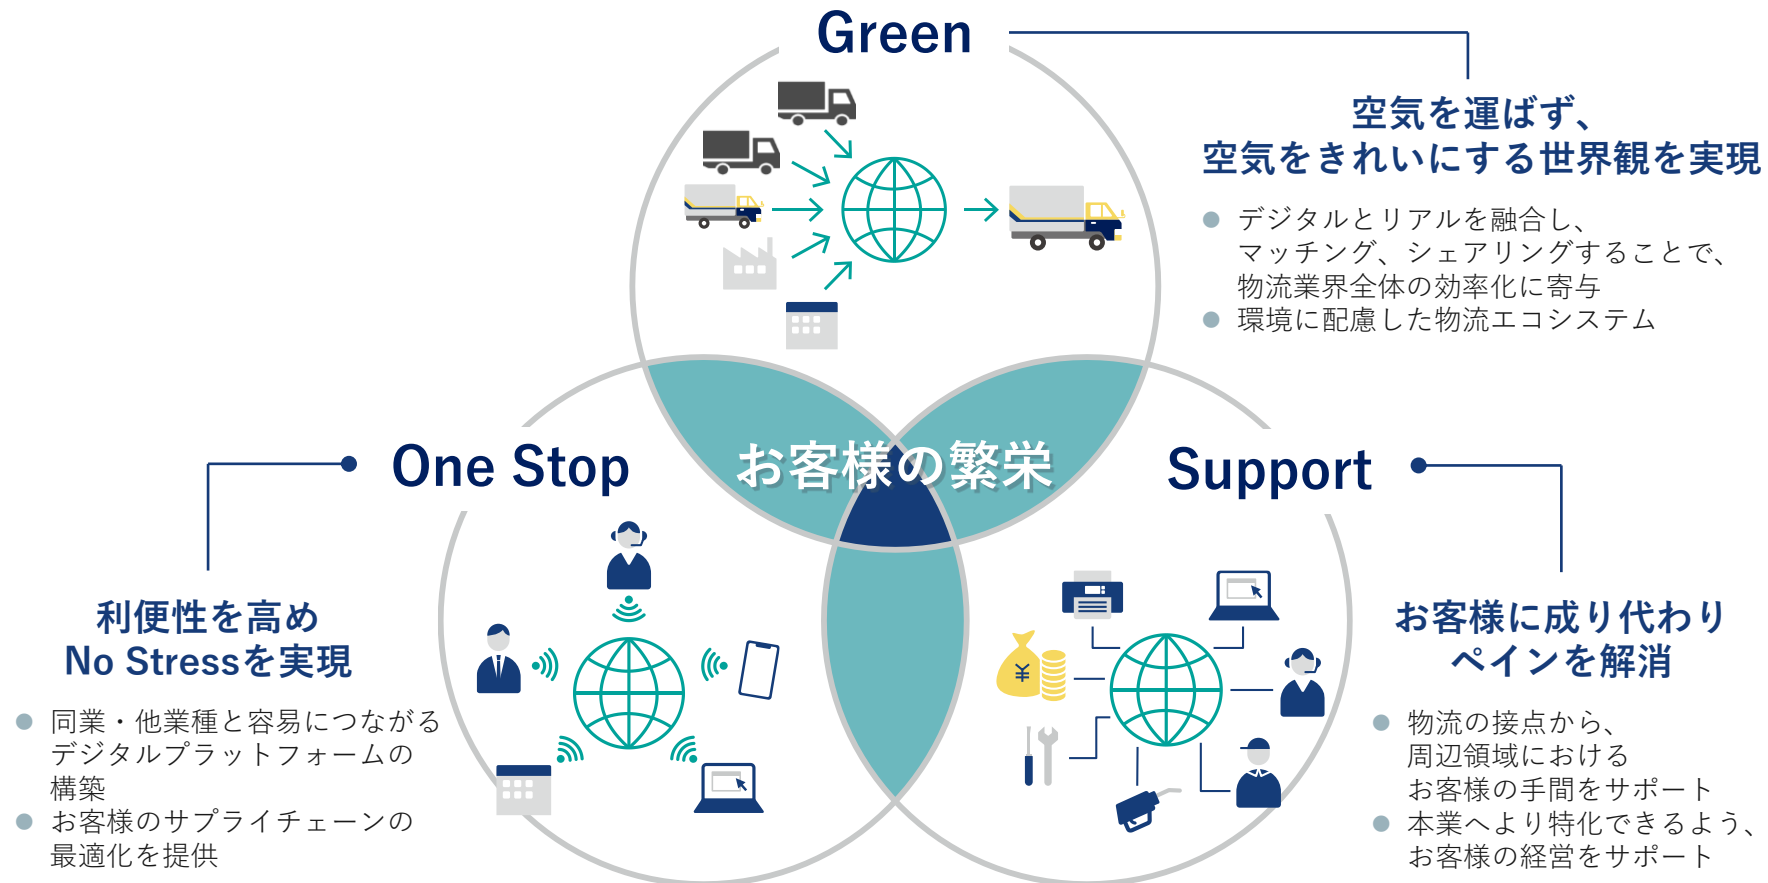 Green
空気を運ばず、
空気をきれいにする世界観を実現
デジタルとリアルを融合し、
マッチング、シェアリングすることで、
物流業界全体の効率化に寄与
環境に配慮した物流エコシステム
お客様の繁栄
One Stop
利便性を高め
No Stressを実現
同業・他業種と容易につながる
デジタルプラットフォームの
構築
お客様のサプライチェーンの
最適化を提供
Support
お客様に成り代わり
ペインを解消
物流の接点から、
周辺領域における
お客様の手間をサポート
本業へより特化できるよう、
お客様の経営をサポート
¥